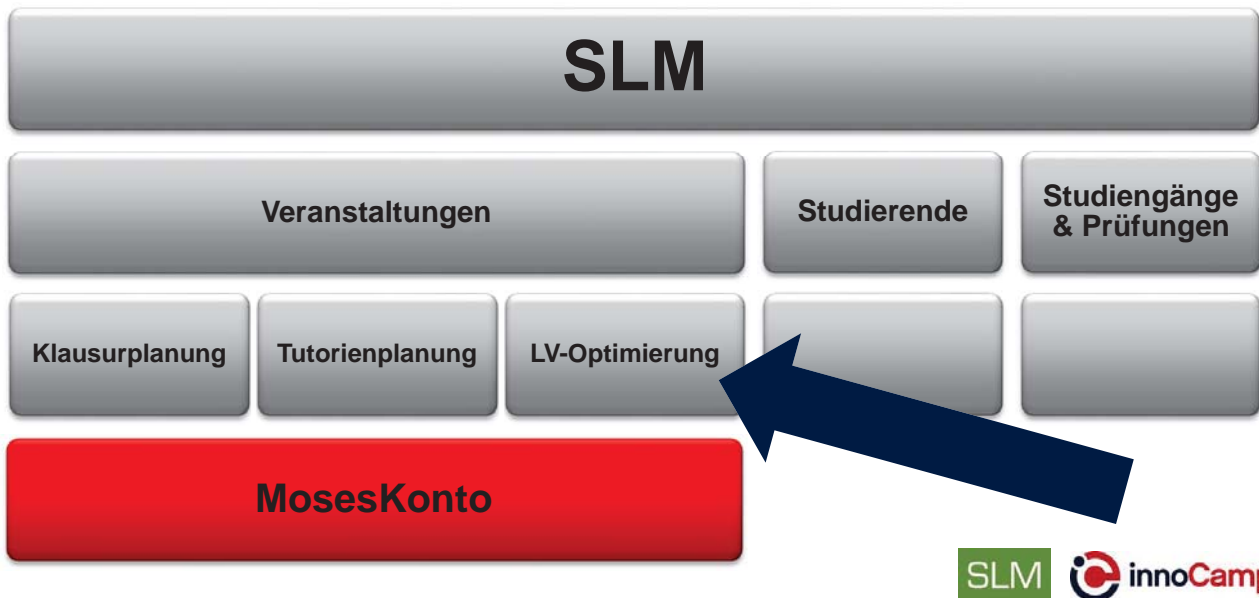 SLM
Veranstaltungen
Studierende
Studiengänge
& Prüfungen
Klausurplanung
Tutorienplanung
LV-Optimierung
MosesKonto
SLM